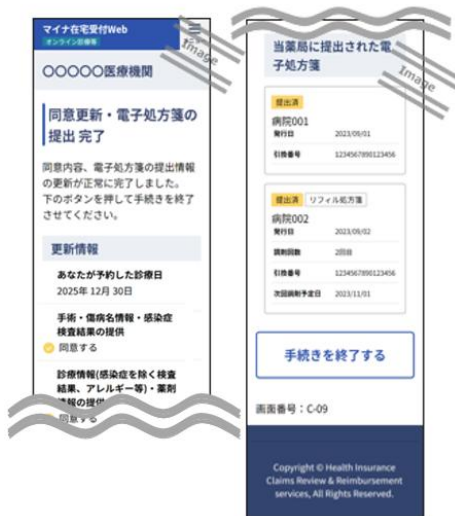 マイナ在宅受付Web
オンライン診療等
Image
〇〇〇〇〇医療機関
同意更新・電子処方箋の
提出 完了
同意内容、電子処方箋の提出情報
の更新が正常に完了しました。
下のボタンを押して手続きを終了
させてください。
更新情報
あなたが予約した診療日
2025年 12月 30日
手術・傷病名情報・感染症
検査結果の提供
同意する
診療情報(感染症を除く検査
結果、アレルギー等)・薬剤
情報の提供
同意する
当薬局に提出された電
子処方箋
Image
提出済
病院001
発行日 2023/09/01
引換番号 1234567890123456
提出済 リフィル処方箋
病院002
発行日 2023/09/02
調剤回数 2回目
引換番号 1234567890123456
次回調剤予定日 2023/11/01
手続きを終了する
画面番号：C-09
Copyright © Health Insurance
Claims Review & Reimbursement
services, All Rights Reserved.